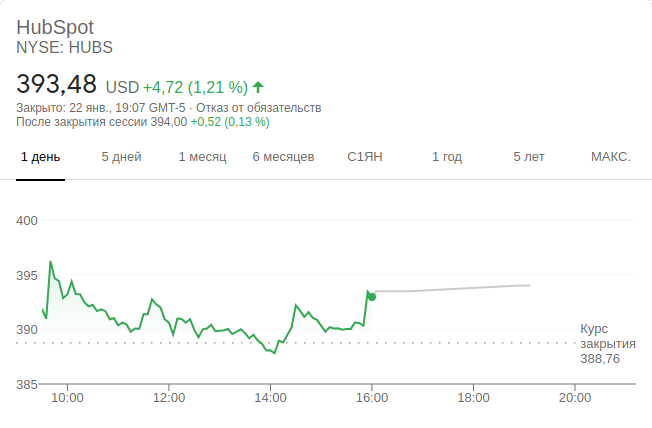 HubSpot
NYSE: HUBS
393,48 USD +4,72 (1,21 %)
Закрыто: 22 янв., 19:07 GMT-5 · Отказ от обязательств
После закрытия сессии 394,00 +0,52 (0,13 %)
1 день 5 дней 1 месяц 6 месяцев С1ЯН 1 год 5 лет МАКС.
400
395
390
Курс
закрытия
388,76
385
10:00 12:00 14:00 16:00 18:00 20:00